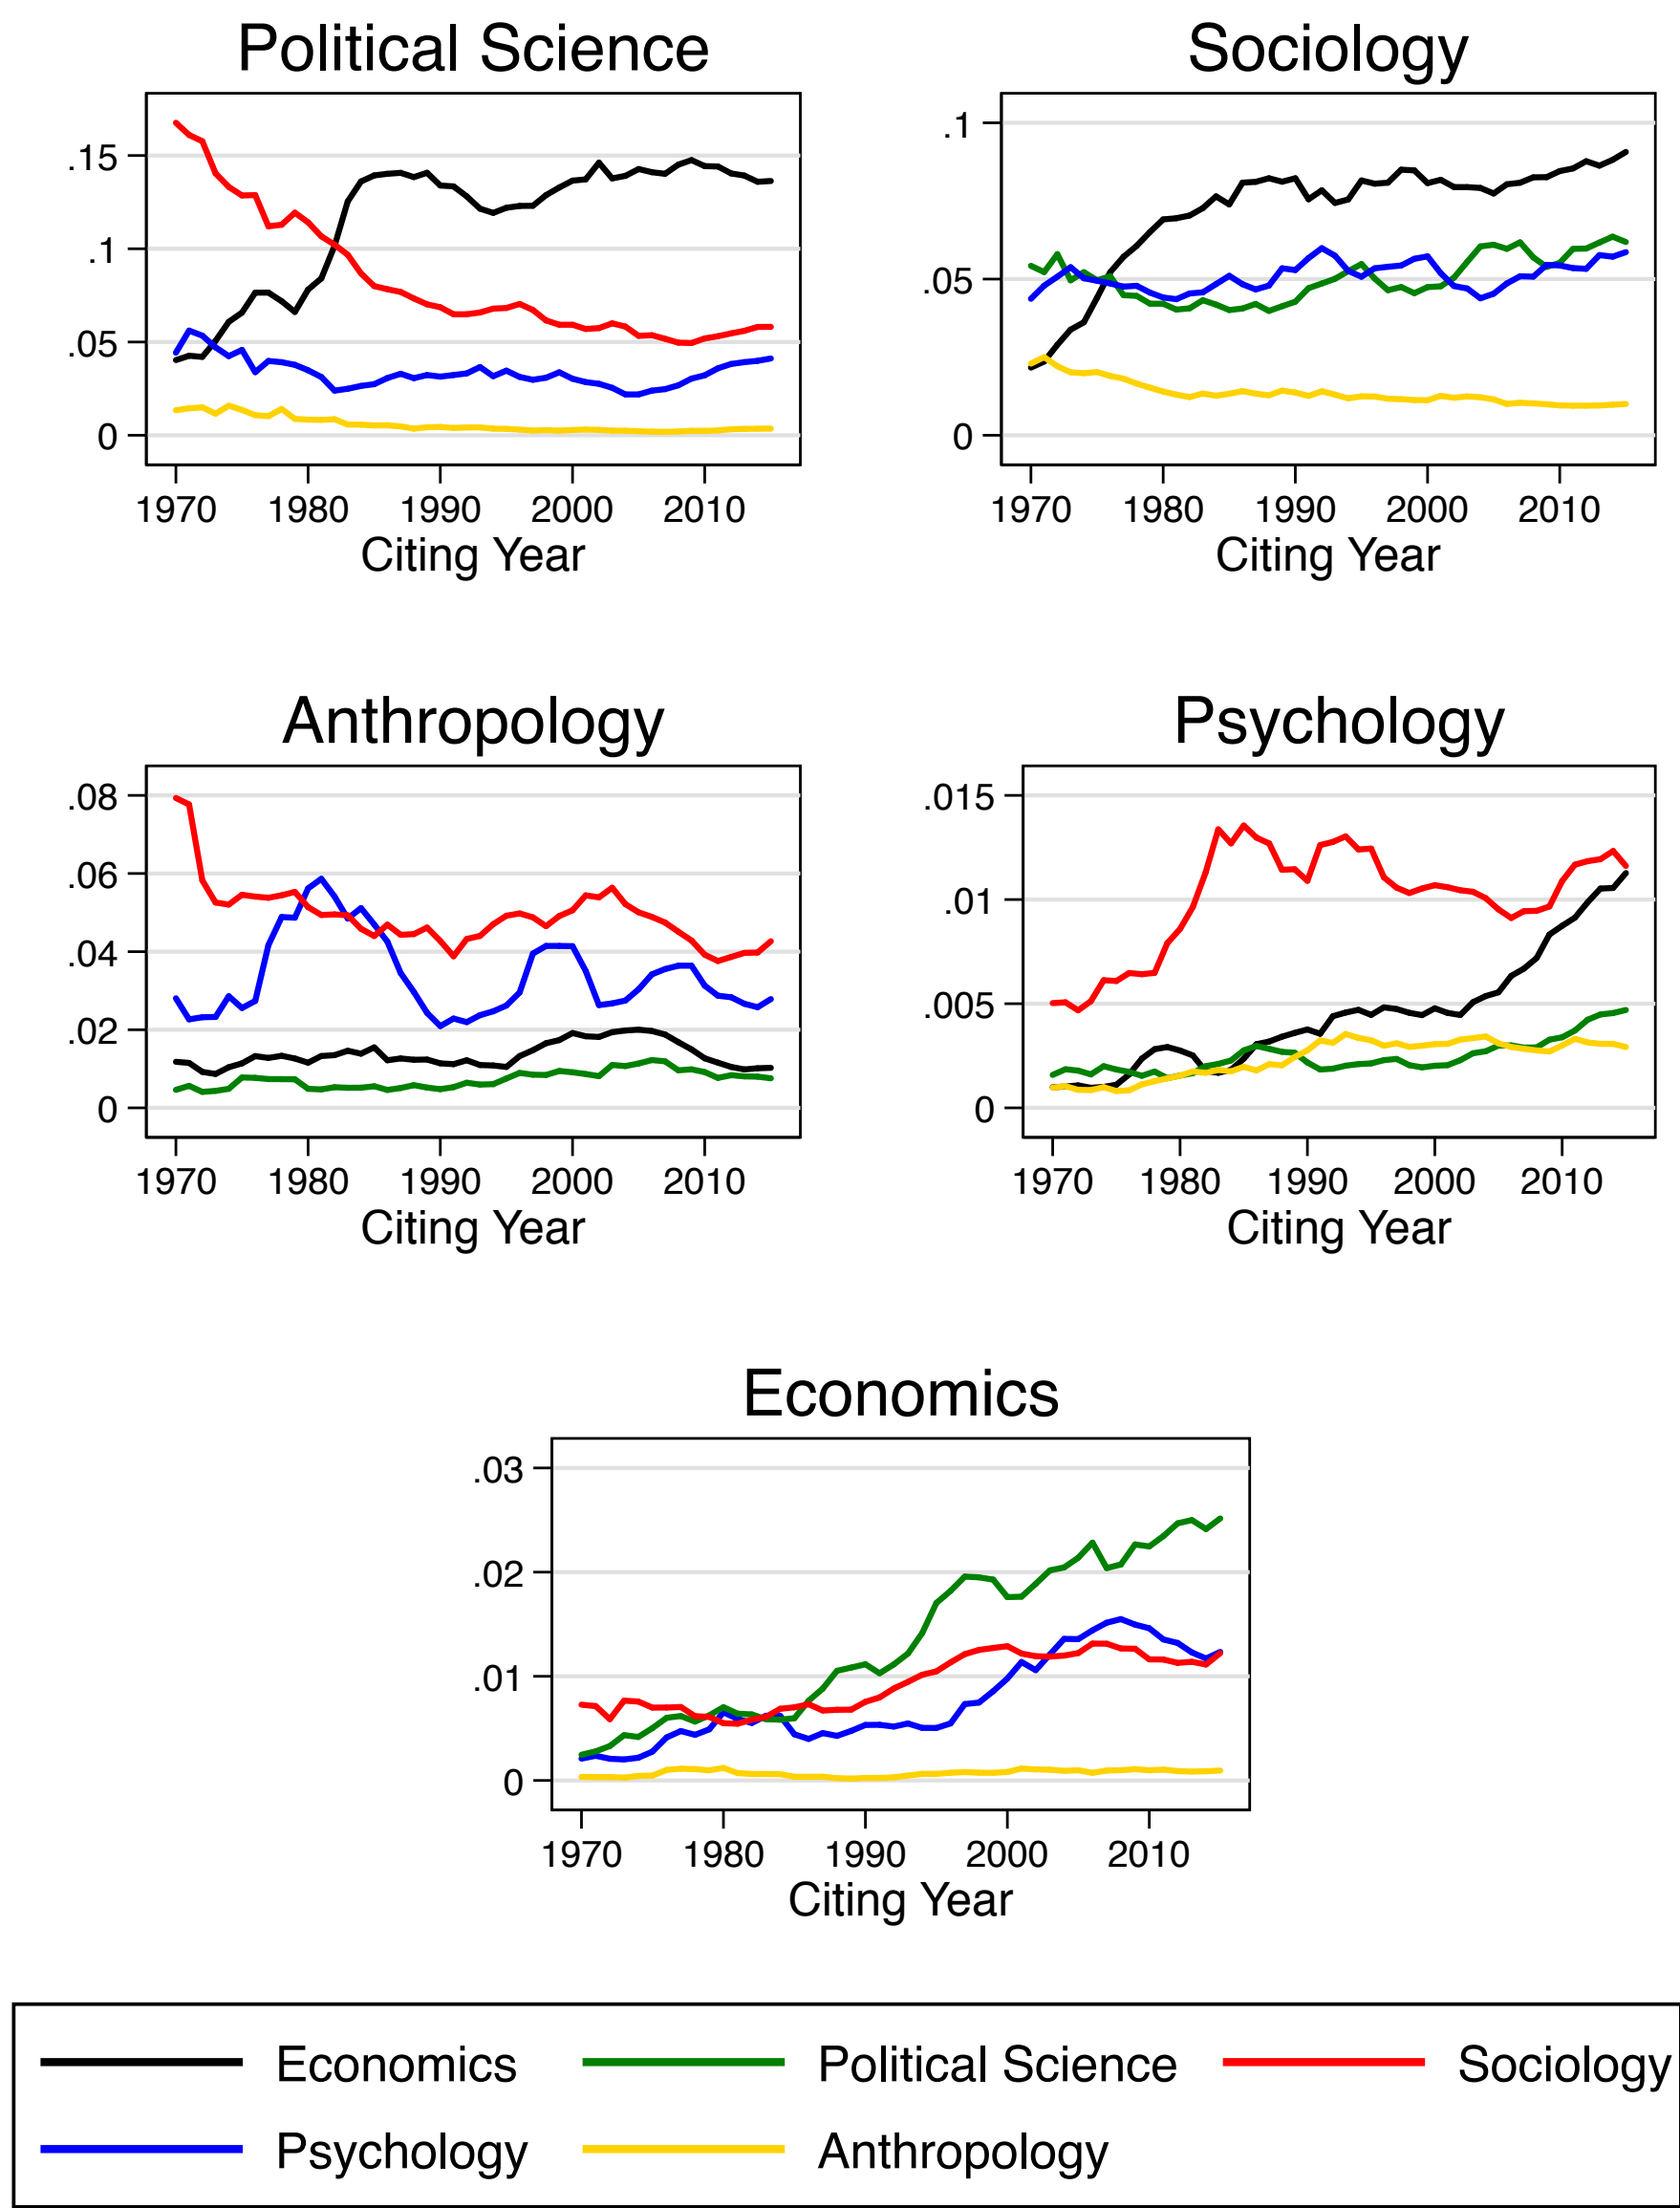 Political Science
.15
.1
.05
0
1970 1980 1990 2000 2010
Citing Year
Sociology
.1
.05
0
1970 1980 1990 2000 2010
Citing Year
Anthropology
.08
.06
.04
.02
0
1970 1980 1990 2000 2010
Citing Year
Psychology
.015
.01
.005
0
1970 1980 1990 2000 2010
Citing Year
Economics
.03
.02
.01
0
1970 1980 1990 2000 2010
Citing Year
Economics Political Science Sociology
Psychology Anthropology